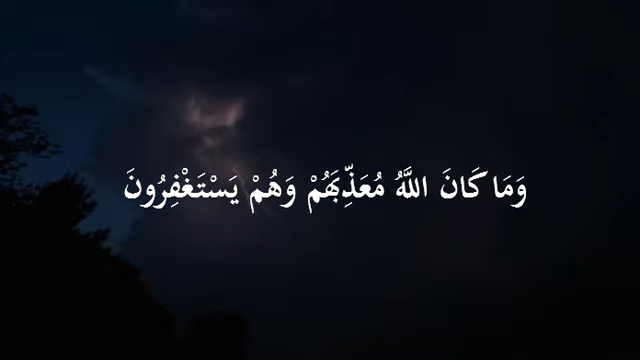 وَمَا كَانَ اللَّهُ مُعَذِّبَهُمْ وَهُمْ يَسْتَغْفِرُونَ